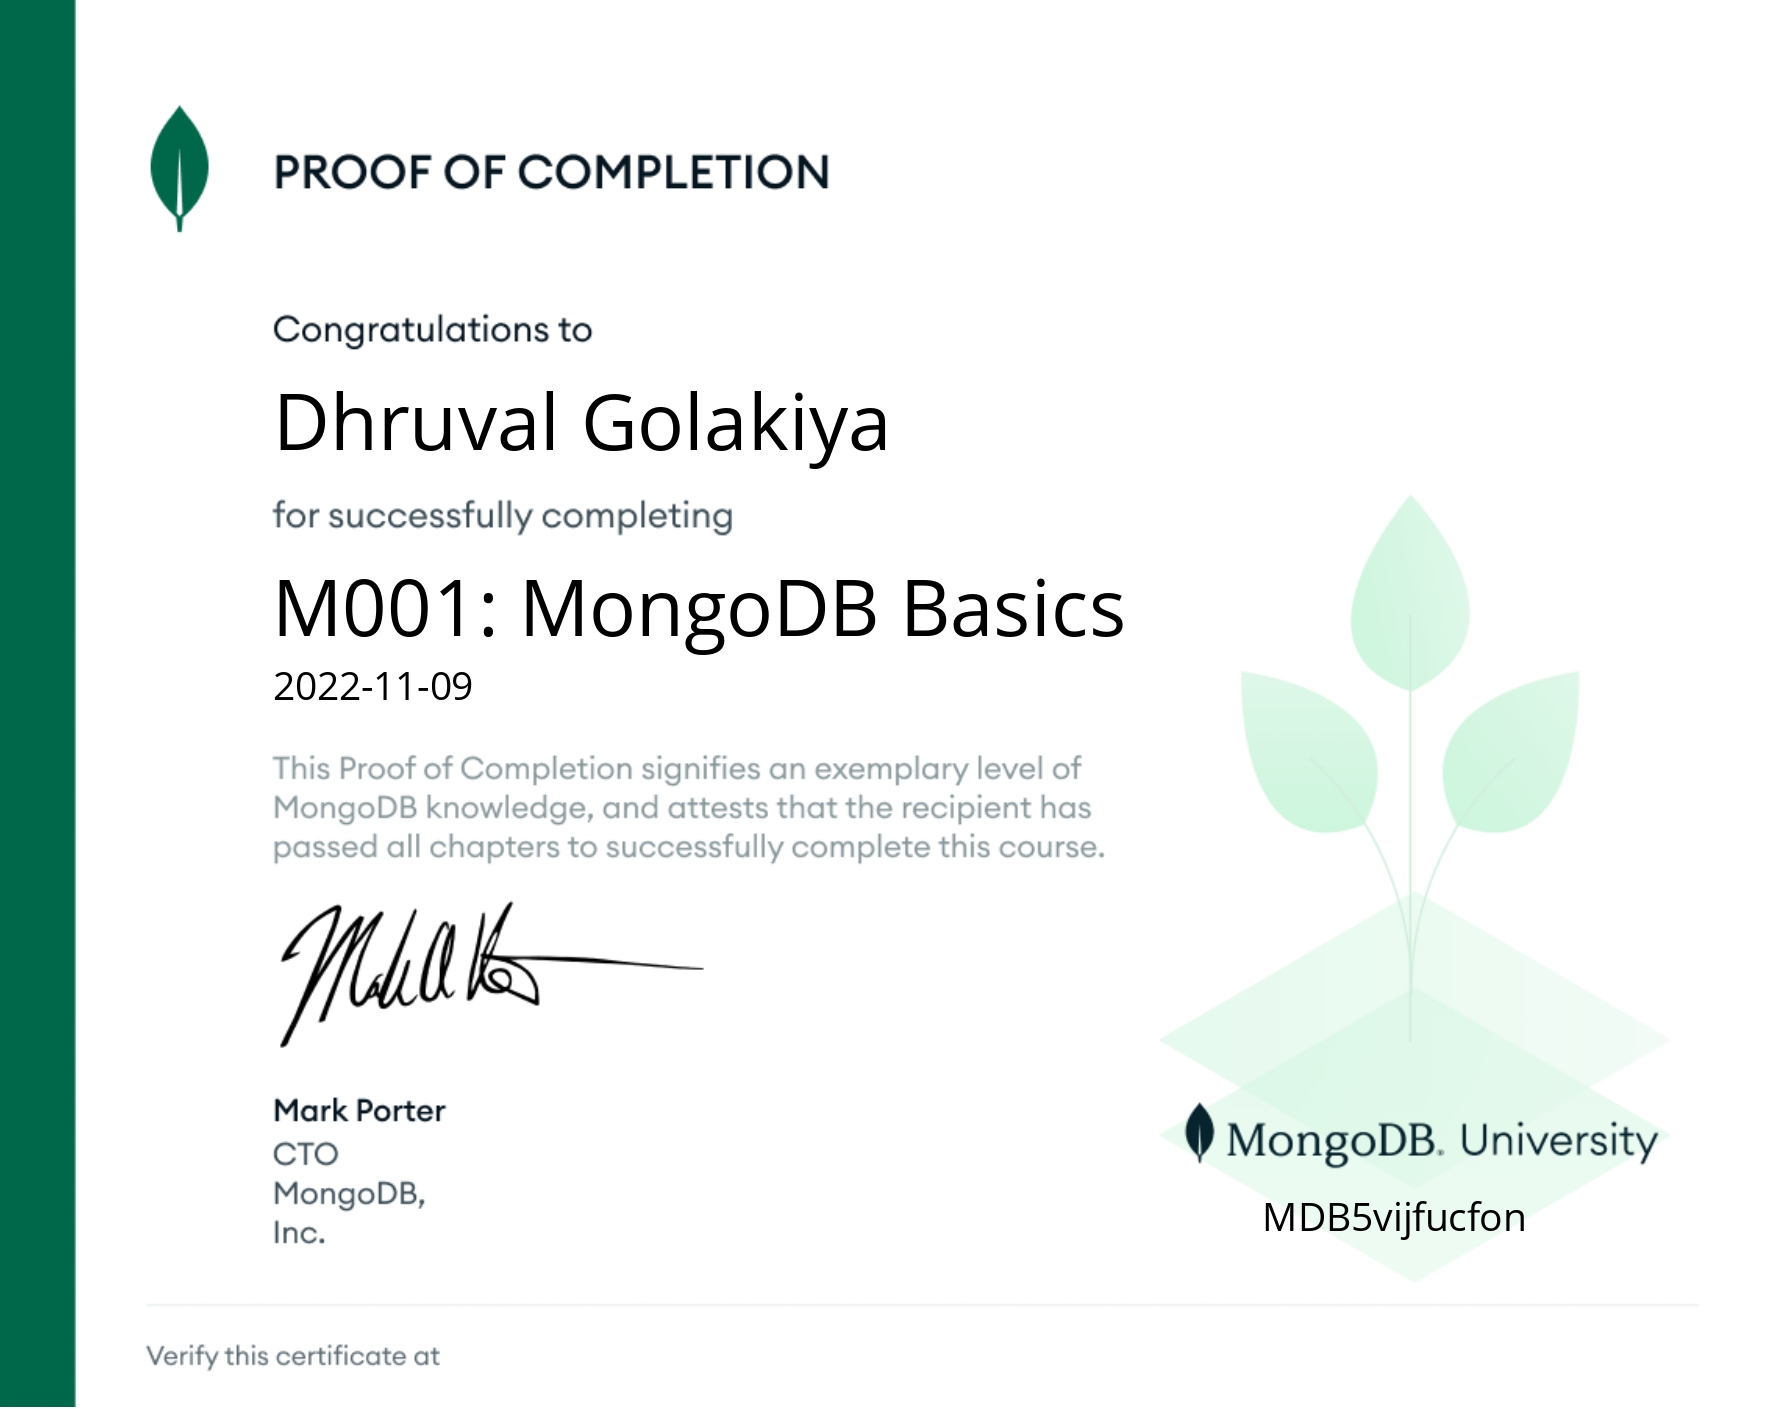 PROOF OF COMPLETION
Congratulations to
Dhruval Golakiya
for successfully completing
M001: MongoDB Basics
2022-11-09
This Proof of Completion signifies an exemplary level of
MongoDB knowledge, and attests that the recipient has
passed all chapters to successfully complete this course.
Mark Porter
CTO
MongoDB,
Inc.
MongoDB. University
MDB5vijfucfon
Verify this certificate at